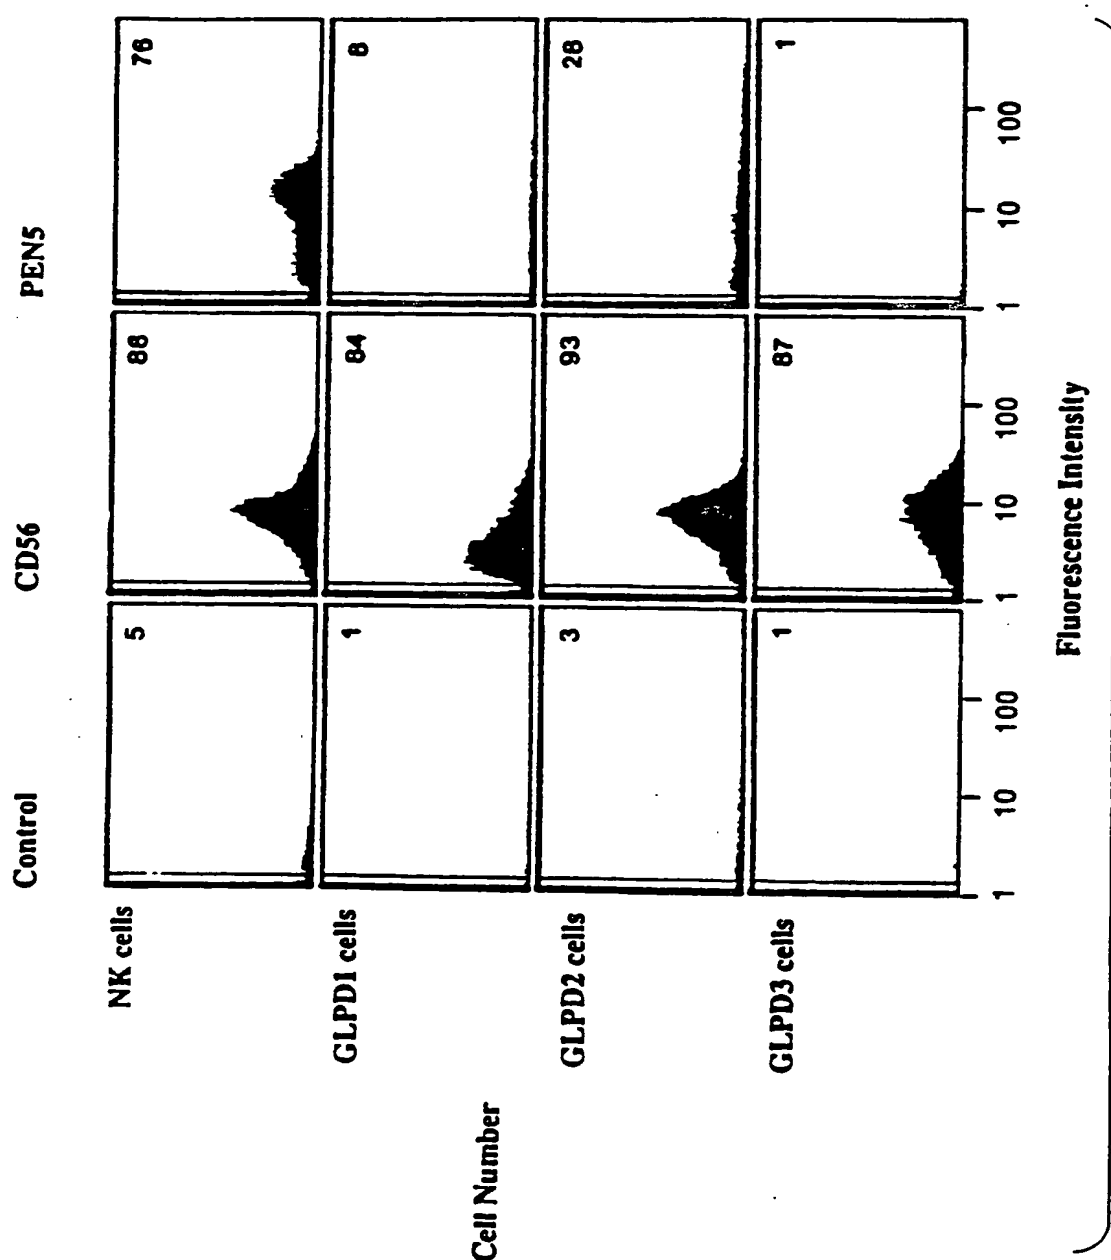 Control CD56 PEN5
NK cells 5 88 76
GLPD1 cells 1 84 8
GLPD2 cells 3 93 28
GLPD3 cells 1 87 1
Cell Number
1 10 100 1 10 100 1 10 100
Fluorescence Intensity